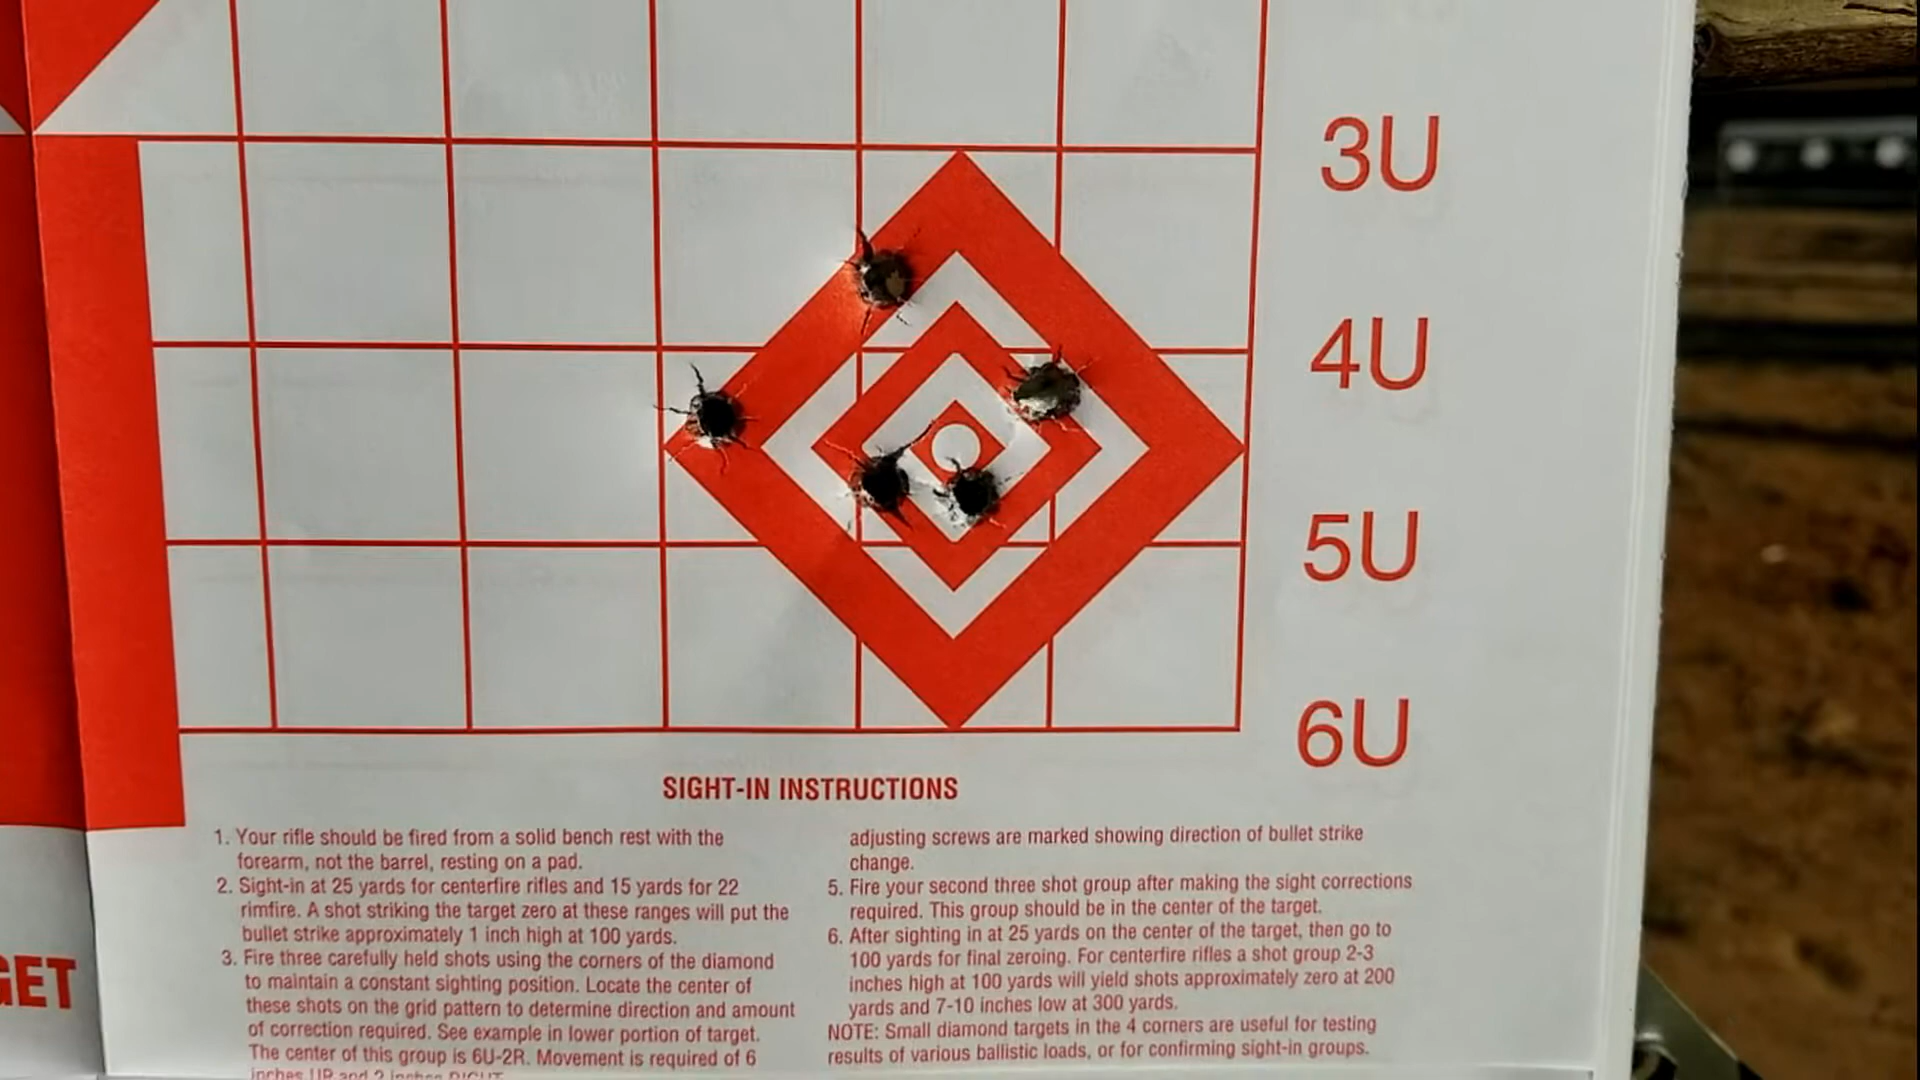 3U
4U
5U
6U
SIGHT-IN INSTRUCTIONS
1. Your rifle should be fired from a solid bench rest with the
forearm, not the barrel, resting on a pad.
2. Sight-in at 25 yards for centerfire rifles and 15 yards for 22
rimfire. A shot striking the target zero at these ranges will put the
bullet strike approximately 1 inch high at 100 yards.
3. Fire three carefully held shots using the corners of the diamond
to maintain a constant sighting position. Locate the center of
these shots on the grid pattern to determine direction and amount
of correction required. See example in lower portion of target.
The center of this group is 6U-2R. Movement is required of 6
inches UP and 2 inches RIGHT.
adjusting screws are marked showing direction of bullet strike
change.
5. Fire your second three shot group after making the sight corrections
required. This group should be in the center of the target.
6. After sighting in at 25 yards on the center of the target, then go to
100 yards for final zeroing. For centerfire rifles a shot group 2-3
inches high at 100 yards will yield shots approximately zero at 200
yards and 7-10 inches low at 300 yards.
NOTE: Small diamond targets in the 4 corners are useful for testing
results of various ballistic loads, or for confirming sight-in groups.
GET